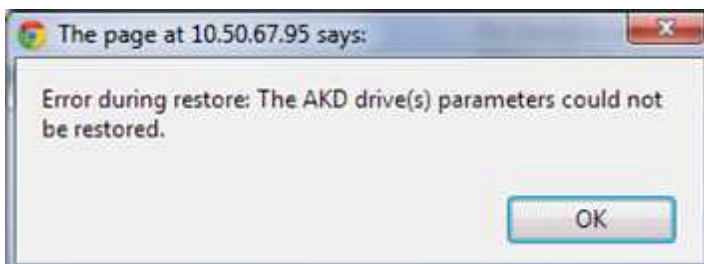 The page at 10.50.67.95 says:
Error during restore: The AKD drive(s) parameters could not
be restored.
OK